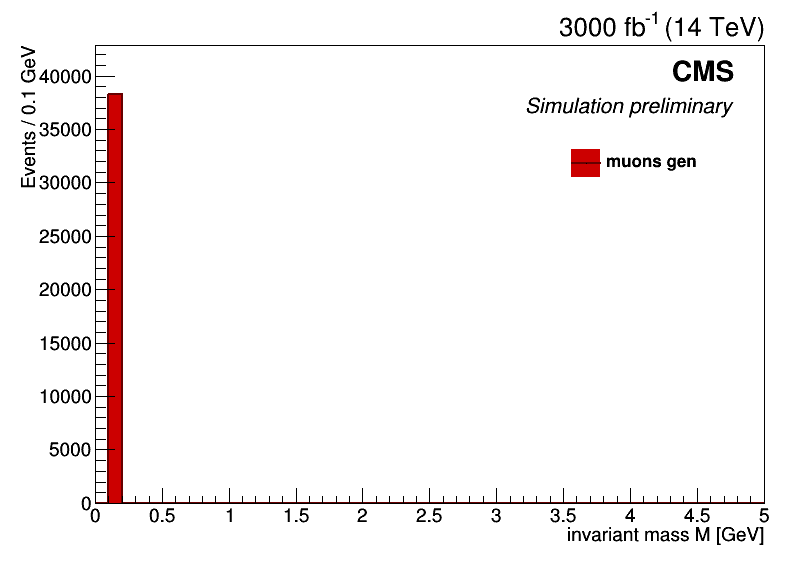 3000 fb-1 (14 TeV)
CMS
Simulation preliminary
muons gen
Events / 0.1 GeV
40000
35000
30000
25000
20000
15000
10000
5000
0
0 0.5 1 1.5 2 2.5 3 3.5 4 4.5 5
invariant mass M [GeV]